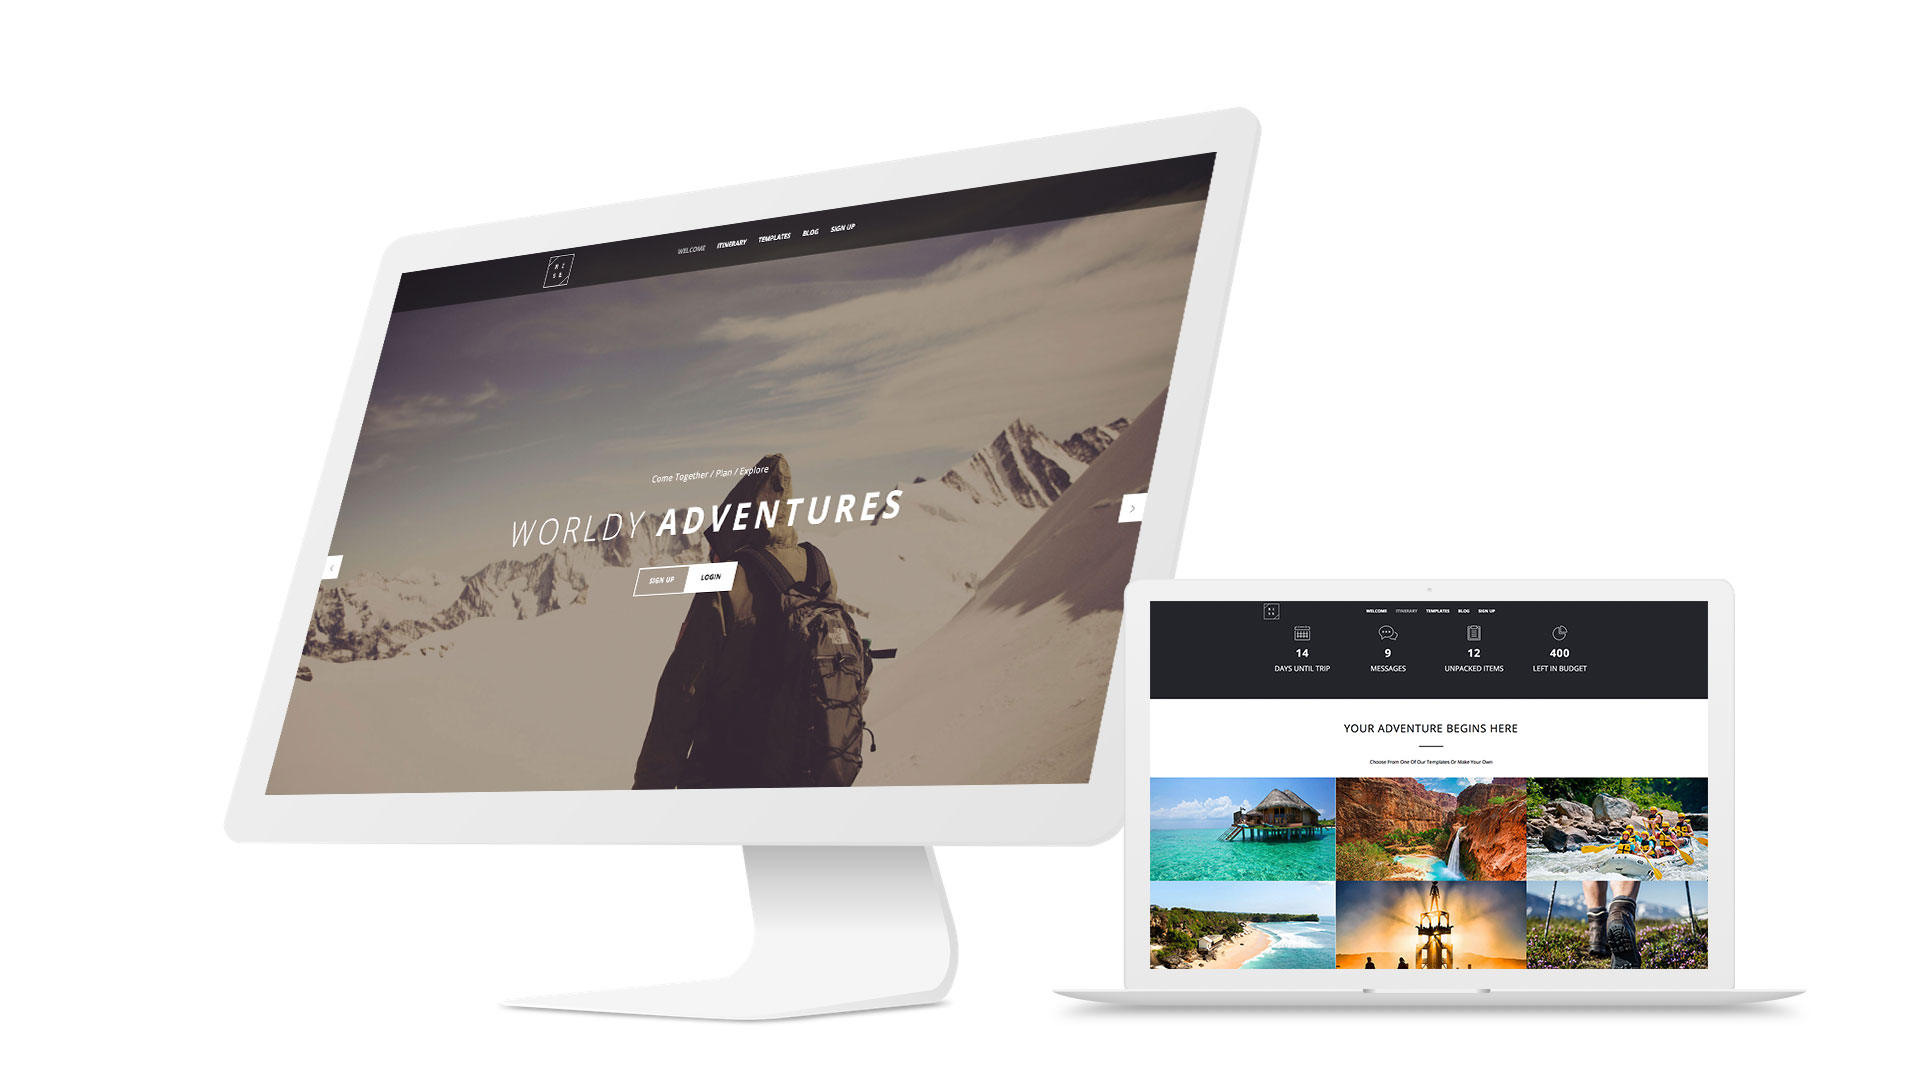 WELCOME ITINERARY TEMPLATES BLOG SIGN UP
Come Together / Plan / Explore
WORLDY ADVENTURES
SIGN UP LOGIN
WELCOME ITINERARY TEMPLATES BLOG SIGN UP
14 9 12 400
DAYS UNTIL TRIP MESSAGES UNPACKED ITEMS LEFT IN BUDGET
YOUR ADVENTURE BEGINS HERE
Choose From One Of Our Templates Or Make Your Own